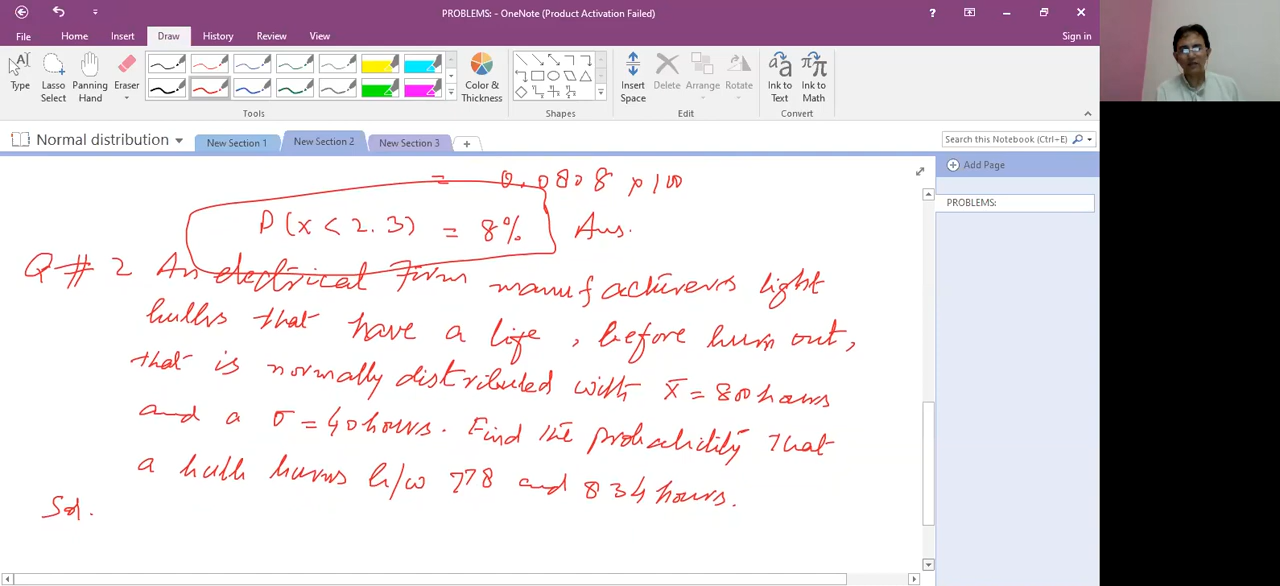 PROBLEMS: - OneNote (Product Activation Failed)
? 
File Home Insert Draw History Review View Sign in
Type Lasso Select Panning Hand Eraser Color & Thickness Insert Space Delete Arrange Rotate Ink to Text Ink to Math
Tools Shapes Edit Convert
Normal distribution New Section 1 New Section 2 New Section 3 + Search this Notebook (Ctrl+E)
Add Page
PROBLEMS:
= 0.0808 x 100
P(x < 2.3) = 8% Ans.
Q # 2 An electrical Firm manufacturers light
bulbs that have a life, before burn out,
that is normally distributed with x̄ = 800 hours
and a σ = 40 hours. Find the probability that
a bulb burns b/w 778 and 834 hours.
Sol.